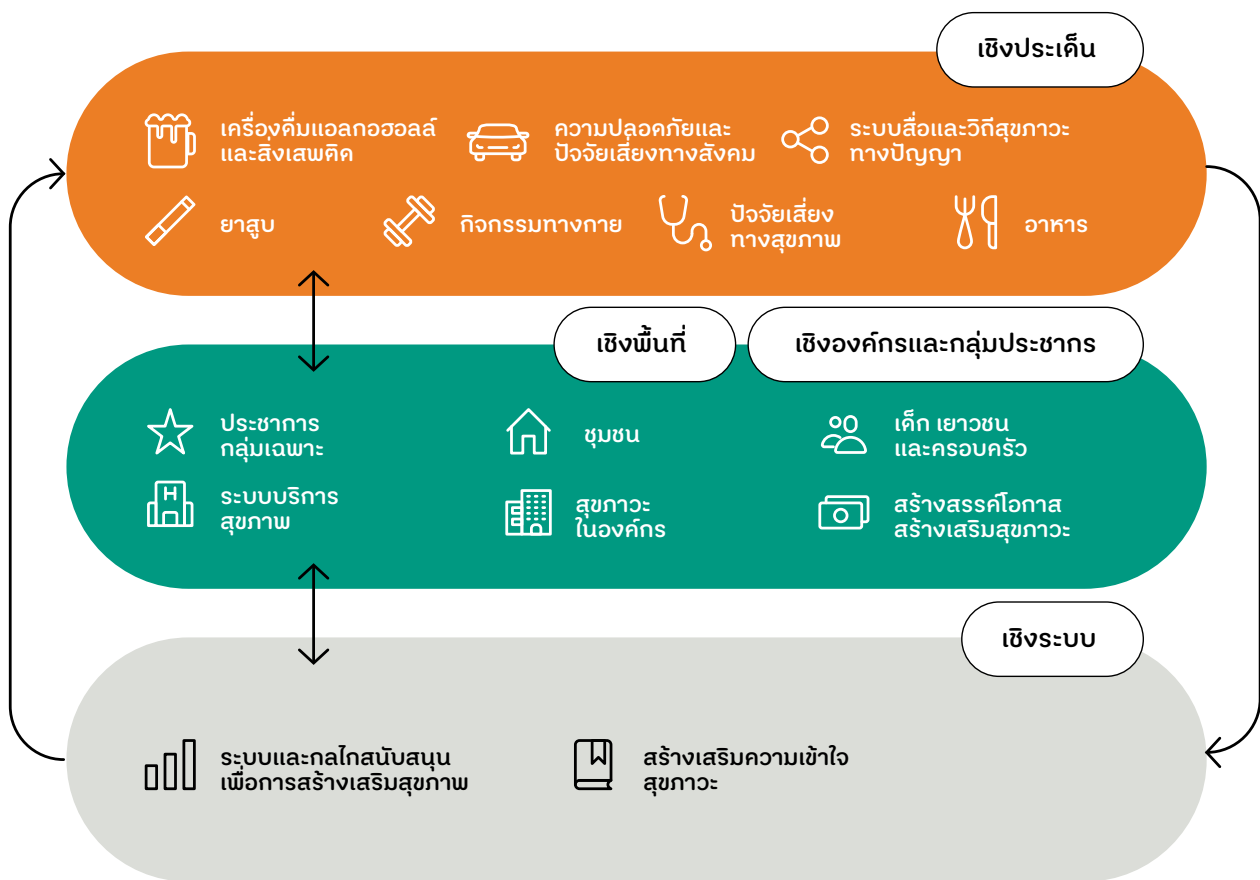 เชิงประเด็น
เครื่องดื่มแอลกอฮอลล์
และสิ่งเสพติด
ความปลอดภัยและ
ปัจจัยเสี่ยงทางสังคม
ระบบสื่อและวิถีสุขภาวะ
ทางปัญญา
ยาสูบ
กิจกรรมทางกาย
ปัจจัยเสี่ยง
ทางสุขภาพ
อาหาร
เชิงพื้นที่
เชิงองค์กรและกลุ่มประชากร
ประชาการ
กลุ่มเฉพาะ
ชุมชน
เด็ก เยาวชน
และครอบครัว
ระบบบริการ
สุขภาพ
สุขภาวะ
ในองค์กร
สร้างสรรค์โอกาส
สร้างเสริมสุขภาวะ
เชิงระบบ
ระบบและกลไกสนับสนุน
เพื่อการสร้างเสริมสุขภาพ
สร้างเสริมความเข้าใจ
สุขภาวะ
H